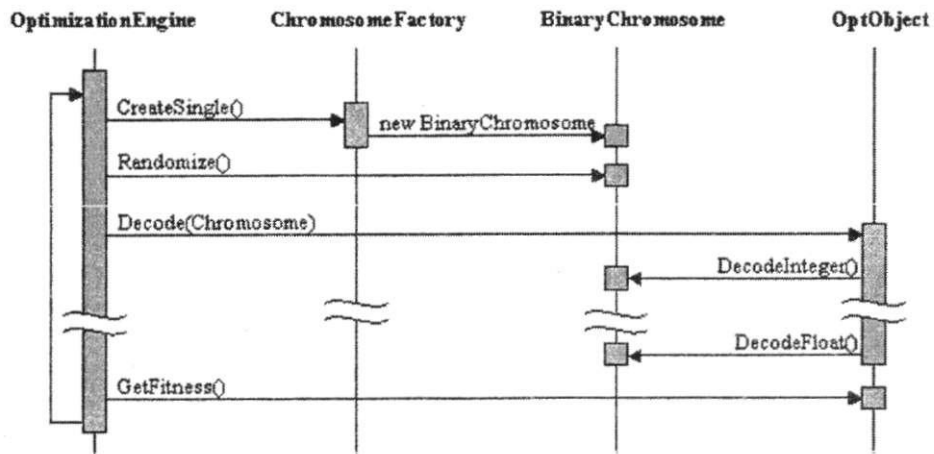 OptimizationEngine ChromosomeFactory BinaryChromosome OptObject
CreateSingle()
new BinaryChromosome
Randomize()
Decode(Chromosome)
DecodeInteger()
DecodeFloat()
GetFitness()